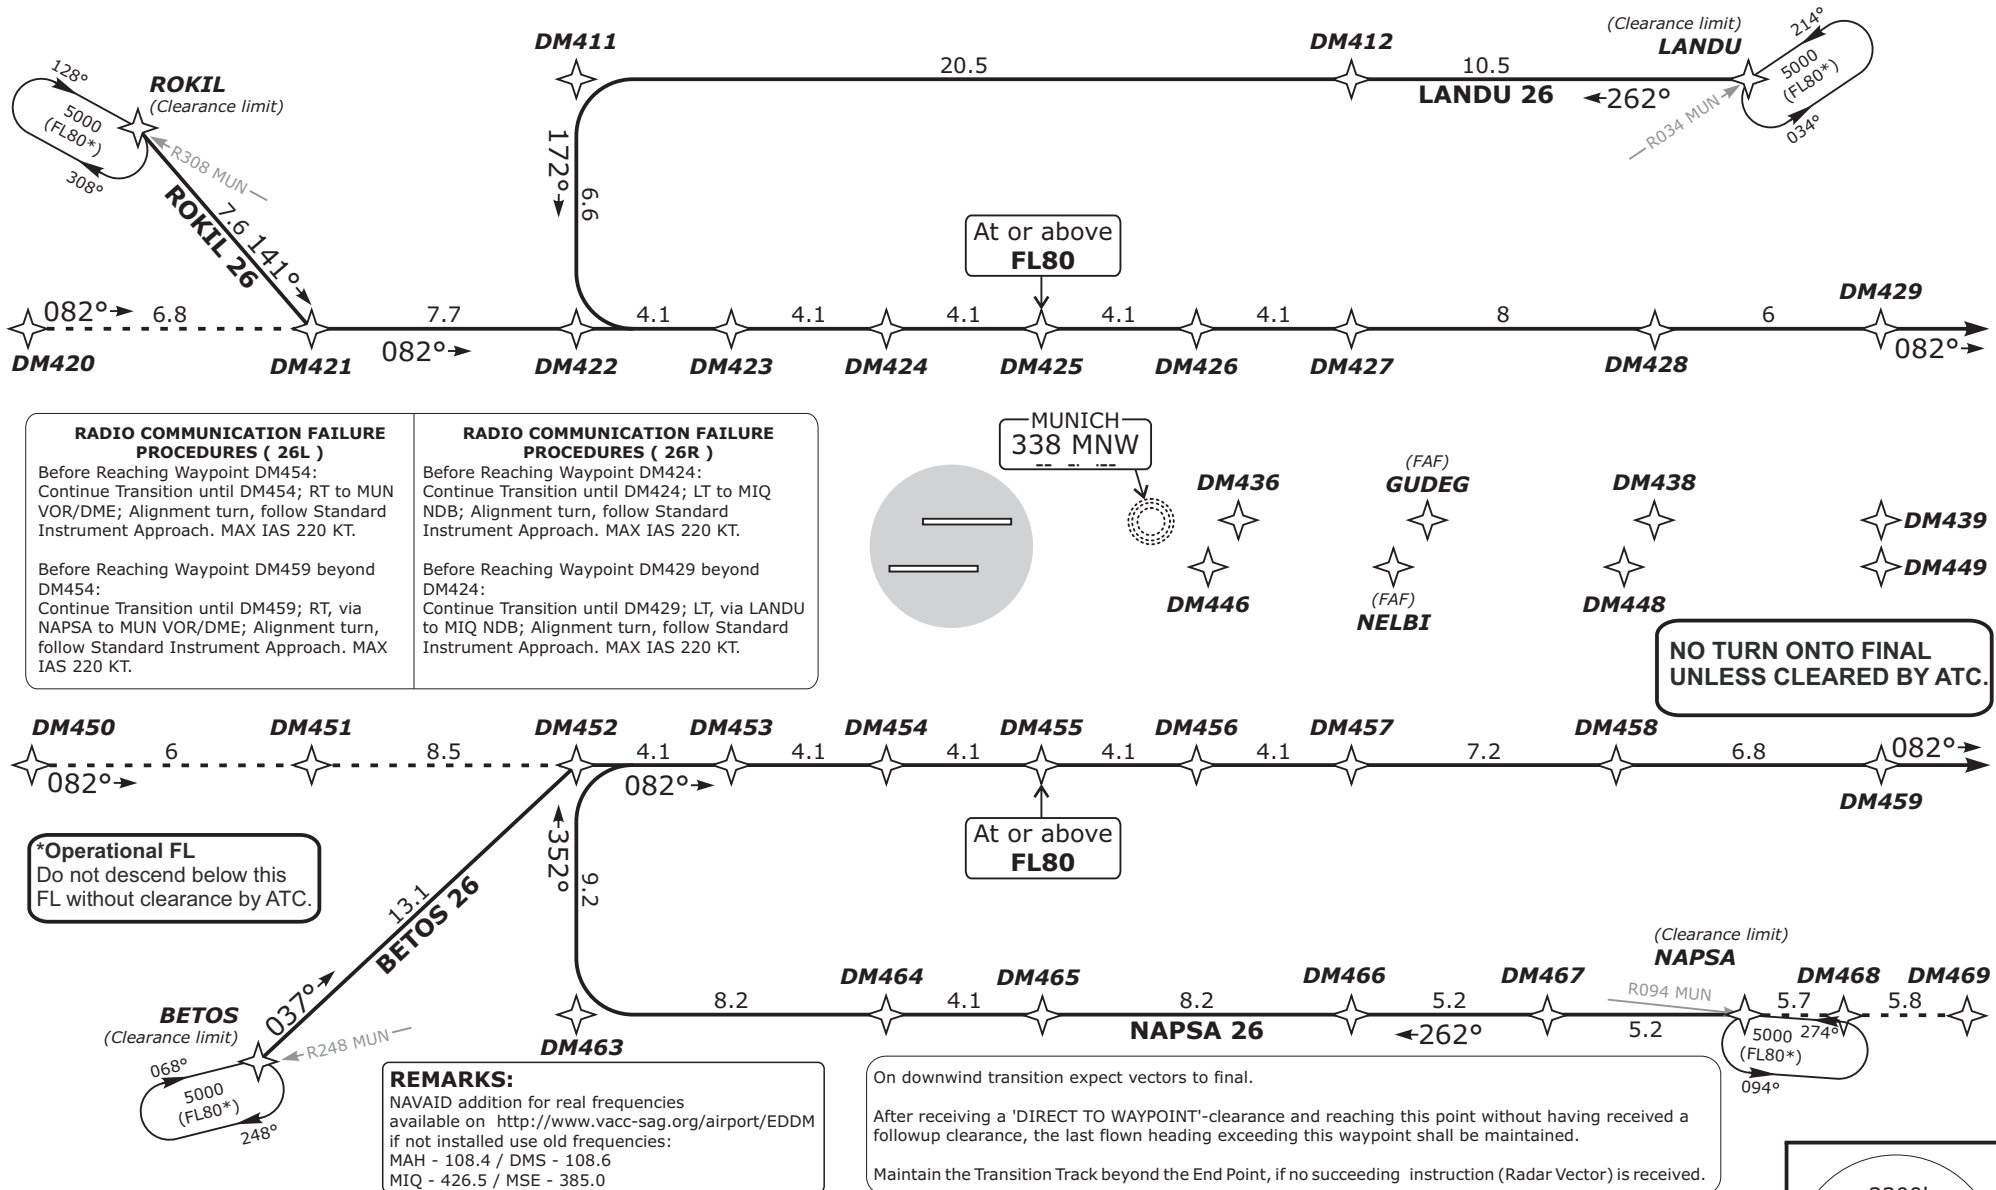 (Clearance limit)
LANDU
214°
5000
(FL80*)
034°
R034 MUN
DM411
DM412
20.5
10.5
LANDU 26
262°
128°
ROKIL
(Clearance limit)
5000
(FL80*)
308°
R308 MUN
172°
6.6
7.6 141°
ROKIL 26
At or above
FL80
082°
6.8
7.7
4.1
4.1
4.1
4.1
4.1
8
6
DM429
082°
082°
DM420
DM421
DM422
DM423
DM424
DM425
DM426
DM427
DM428
RADIO COMMUNICATION FAILURE
PROCEDURES ( 26L )
Before Reaching Waypoint DM454:
Continue Transition until DM454; RT to MUN
VOR/DME; Alignment turn, follow Standard
Instrument Approach. MAX IAS 220 KT.
Before Reaching Waypoint DM459 beyond
DM454:
Continue Transition until DM459; RT, via
NAPSA to MUN VOR/DME; Alignment turn,
follow Standard Instrument Approach. MAX
IAS 220 KT.
RADIO COMMUNICATION FAILURE
PROCEDURES ( 26R )
Before Reaching Waypoint DM424:
Continue Transition until DM424; LT to MIQ
NDB; Alignment turn, follow Standard
Instrument Approach. MAX IAS 220 KT.
Before Reaching Waypoint DM429 beyond
DM424:
Continue Transition until DM429; LT, via LANDU
to MIQ NDB; Alignment turn, follow Standard
Instrument Approach. MAX IAS 220 KT.
MUNICH
338 MNW
DM436
(FAF)
GUDEG
DM438
DM439
DM449
DM446
(FAF)
NELBI
DM448
NO TURN ONTO FINAL
UNLESS CLEARED BY ATC.
DM450
DM451
DM452
DM453
DM454
DM455
DM456
DM457
DM458
6
8.5
4.1
4.1
4.1
4.1
4.1
7.2
6.8
082°
082°
082°
DM459
At or above
FL80
*Operational FL
Do not descend below this
FL without clearance by ATC.
352°
9.2
13.1
BETOS 26
037°
BETOS
(Clearance limit)
R248 MUN
068°
5000
(FL80*)
248°
DM463
8.2
DM464
4.1
DM465
8.2
NAPSA 26
DM466
5.2
262°
DM467
5.2
(Clearance limit)
NAPSA
R094 MUN
DM468
DM469
5.7
5.8
5000
274°
(FL80*)
094°
REMARKS:
NAVAID addition for real frequencies
available on http://www.vacc-sag.org/airport/EDDM
if not installed use old frequencies:
MAH - 108.4 / DMS - 108.6
MIQ - 426.5 / MSE - 385.0
On downwind transition expect vectors to final.
After receiving a 'DIRECT TO WAYPOINT'-clearance and reaching this point without having received a
followup clearance, the last flown heading exceeding this waypoint shall be maintained.
Maintain the Transition Track beyond the End Point, if no succeeding instruction (Radar Vector) is received.